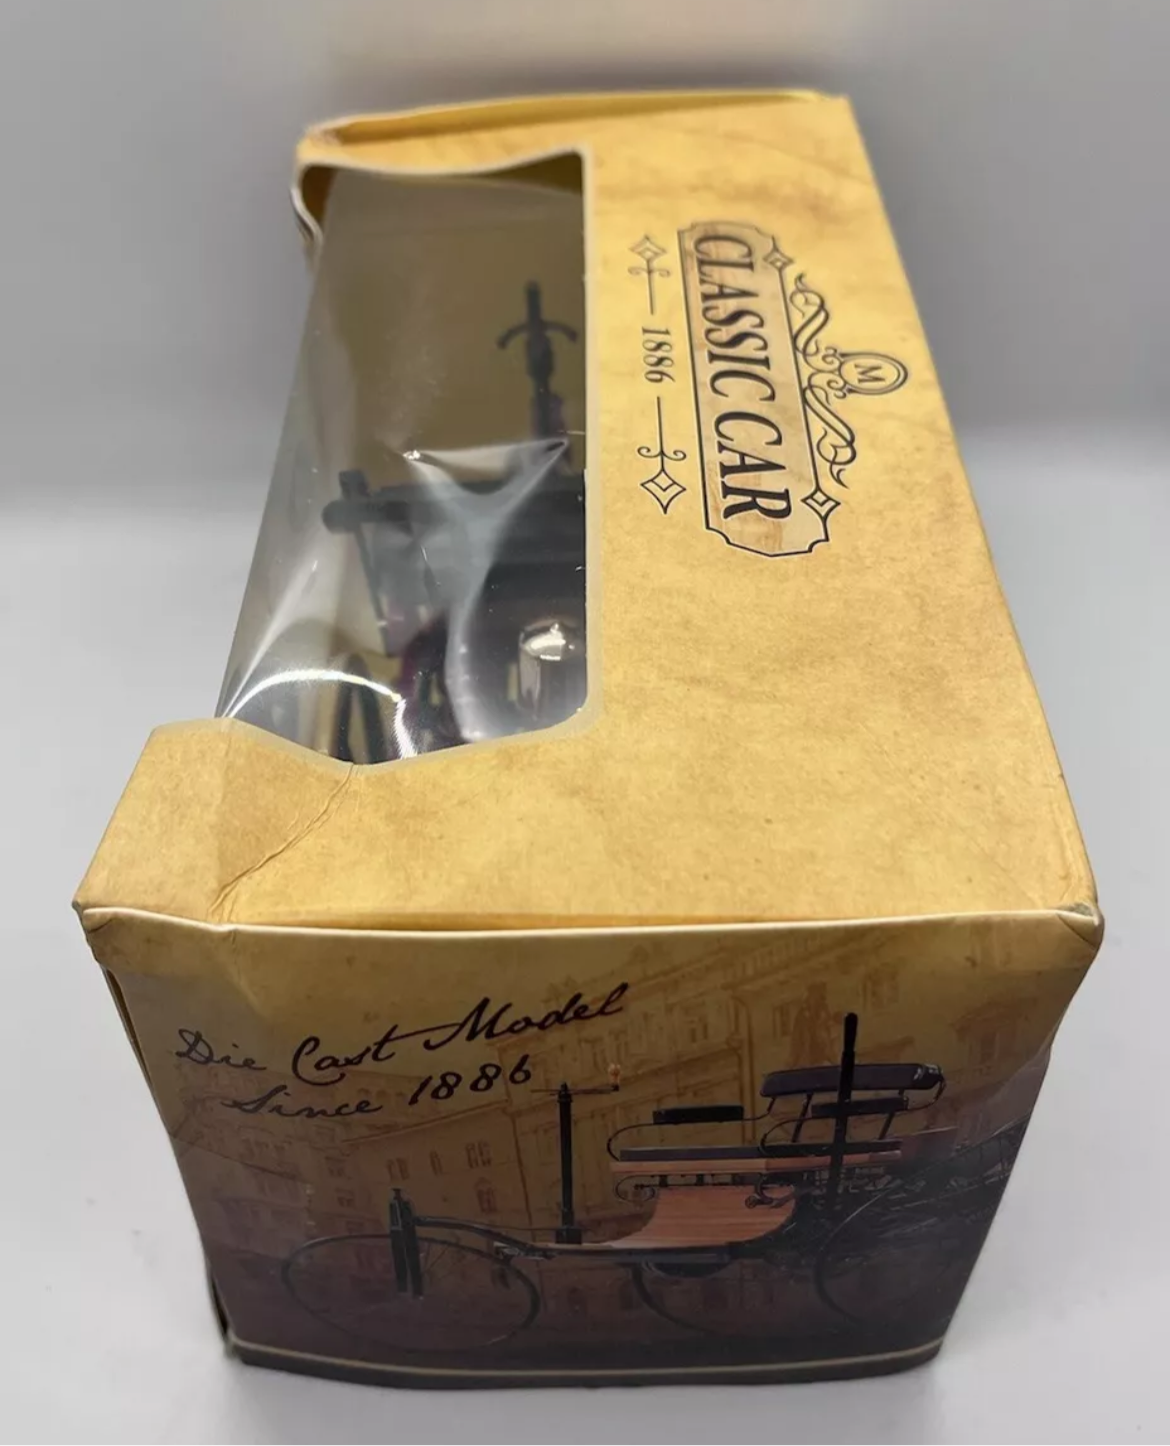 M
CLASSIC CAR
1886
Die Cast Model
Since 1886